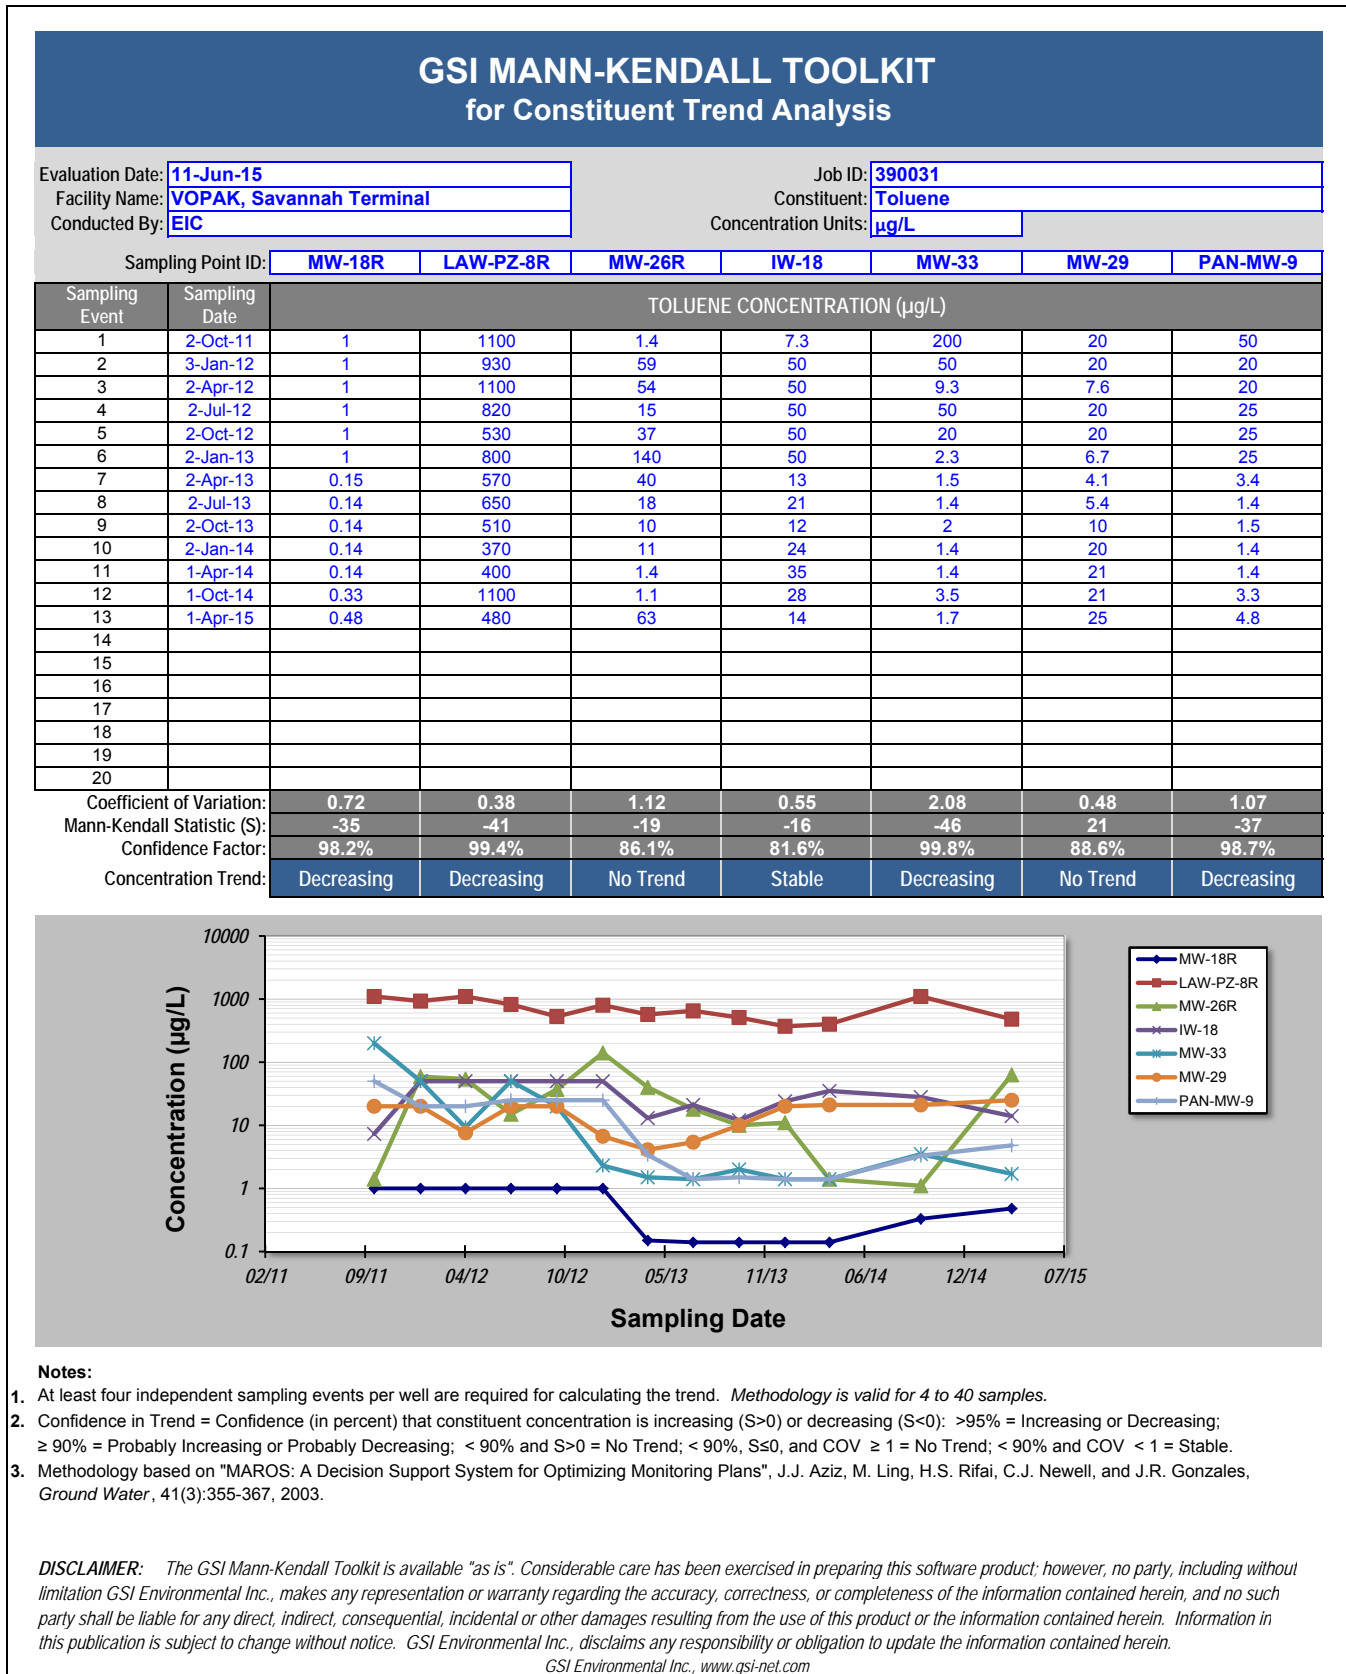 GSI MANN-KENDALL TOOLKIT
for Constituent Trend Analysis
Evaluation Date: 11-Jun-15 Job ID: 390031
Facility Name: VOPAK, Savannah Terminal Constituent: Toluene
Conducted By: EIC Concentration Units: µg/L
Sampling Point ID: MW-18R LAW-PZ-8R MW-26R IW-18 MW-33 MW-29 PAN-MW-9
Sampling Event Sampling Date TOLUENE CONCENTRATION (µg/L)
1 2-Oct-11 1 1100 1.4 7.3 200 20 50
2 3-Jan-12 1 930 59 50 50 20 20
3 2-Apr-12 1 1100 54 50 9.3 7.6 20
4 2-Jul-12 1 820 15 50 50 20 25
5 2-Oct-12 1 530 37 50 20 20 25
6 2-Jan-13 1 800 140 50 2.3 6.7 25
7 2-Apr-13 0.15 570 40 13 1.5 4.1 3.4
8 2-Jul-13 0.14 650 18 21 1.4 5.4 1.4
9 2-Oct-13 0.14 510 10 12 2 10 1.5
10 2-Jan-14 0.14 370 11 24 1.4 20 1.4
11 1-Apr-14 0.14 400 1.4 35 1.4 21 1.4
12 1-Oct-14 0.33 1100 1.1 28 3.5 21 3.3
13 1-Apr-15 0.48 480 63 14 1.7 25 4.8
14
15
16
17
18
19
20
Coefficient of Variation: 0.72 0.38 1.12 0.55 2.08 0.48 1.07
Mann-Kendall Statistic (S): -35 -41 -19 -16 -46 21 -37
Confidence Factor: 98.2% 99.4% 86.1% 81.6% 99.8% 88.6% 98.7%
Concentration Trend: Decreasing Decreasing No Trend Stable Decreasing No Trend Decreasing
Concentration (µg/L)
10000
1000
100
10
1
0.1
02/11 09/11 04/12 10/12 05/13 11/13 06/14 12/14 07/15
Sampling Date
MW-18R
LAW-PZ-8R
MW-26R
IW-18
MW-33
MW-29
PAN-MW-9
Notes:
1. At least four independent sampling events per well are required for calculating the trend. Methodology is valid for 4 to 40 samples.
2. Confidence in Trend = Confidence (in percent) that constituent concentration is increasing (S>0) or decreasing (S<0): >95% = Increasing or Decreasing;
≥ 90% = Probably Increasing or Probably Decreasing; < 90% and S>0 = No Trend; < 90%, S≤0, and COV ≥ 1 = No Trend; < 90% and COV < 1 = Stable.
3. Methodology based on "MAROS: A Decision Support System for Optimizing Monitoring Plans", J.J. Aziz, M. Ling, H.S. Rifai, C.J. Newell, and J.R. Gonzales,
Ground Water, 41(3):355-367, 2003.
DISCLAIMER: The GSI Mann-Kendall Toolkit is available "as is". Considerable care has been exercised in preparing this software product; however, no party, including without
limitation GSI Environmental Inc., makes any representation or warranty regarding the accuracy, correctness, or completeness of the information contained herein, and no such
party shall be liable for any direct, indirect, consequential, incidental or other damages resulting from the use of this product or the information contained herein. Information in
this publication is subject to change without notice. GSI Environmental Inc., disclaims any responsibility or obligation to update the information contained herein.
GSI Environmental Inc., www.gsi-net.com